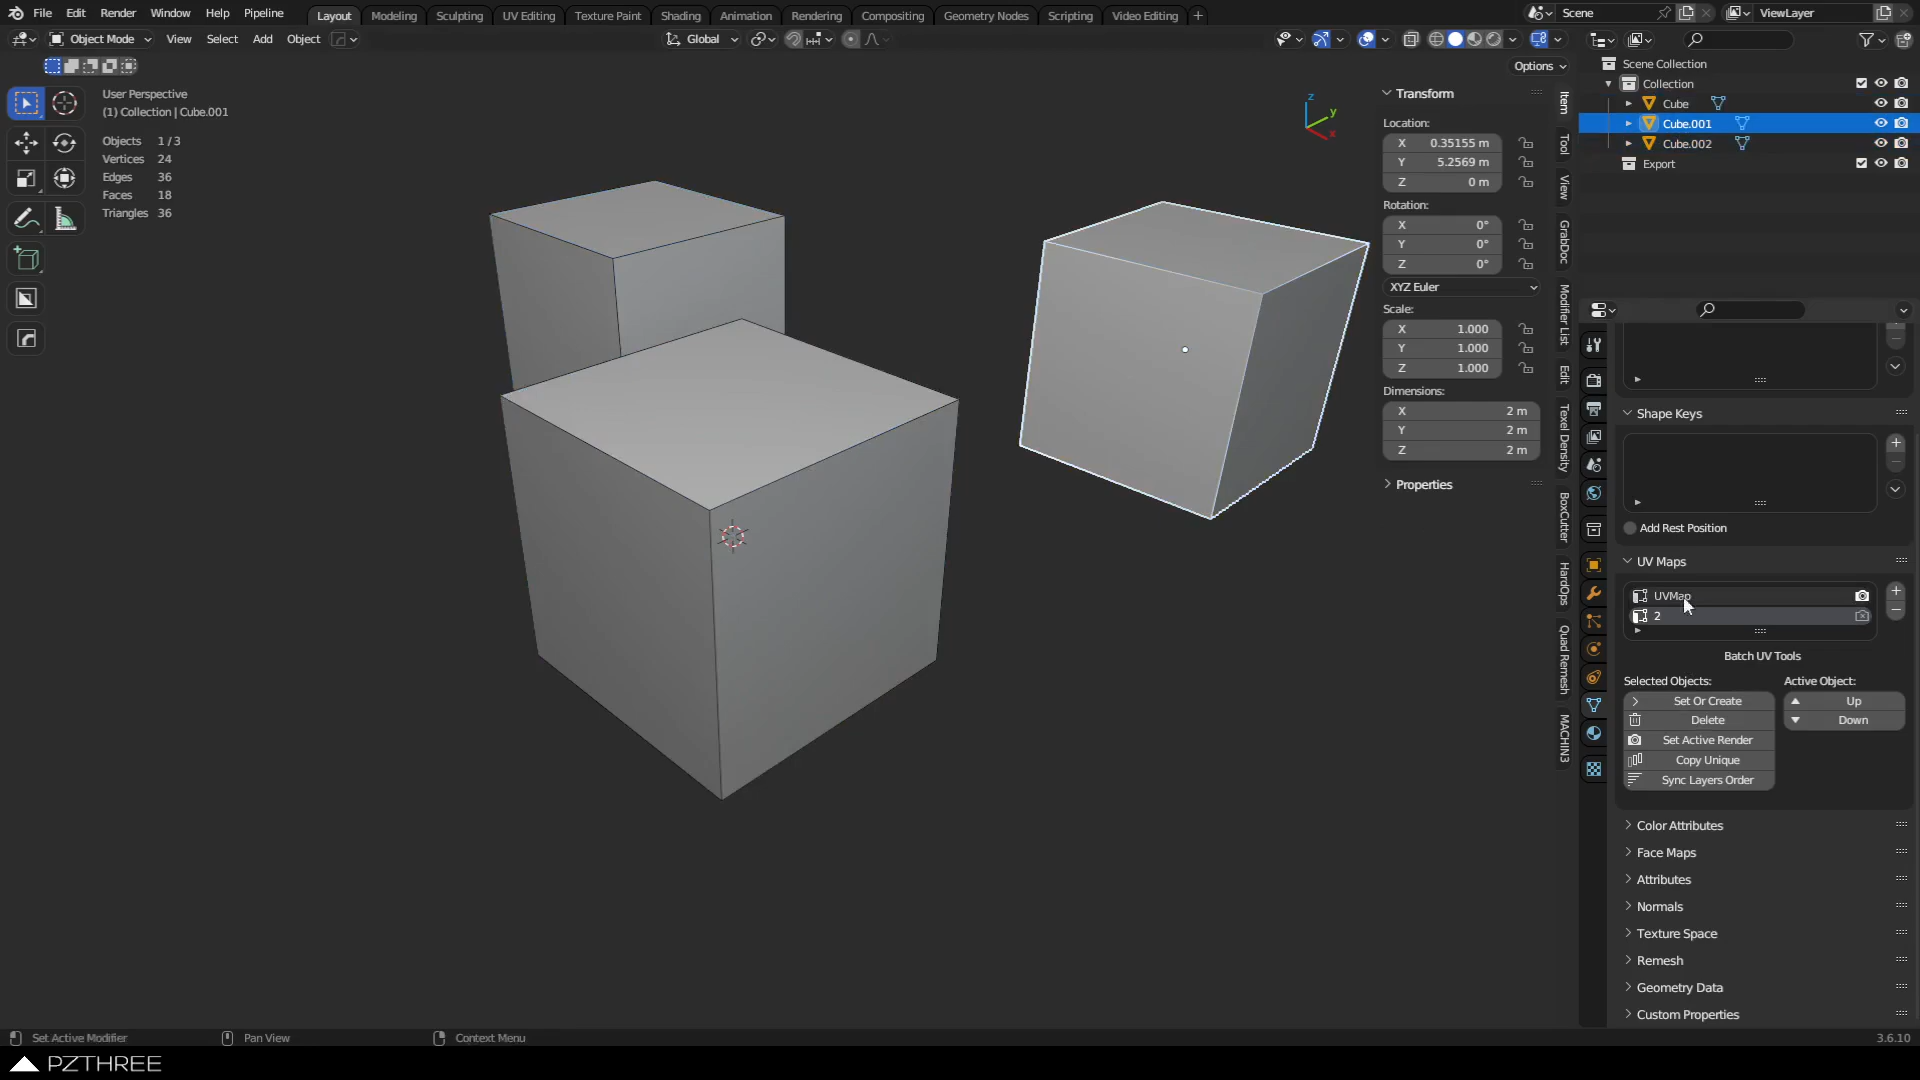 File Edit Render Window Help Pipeline Layout Modeling Sculpting UV Editing Texture Paint Shading Animation Rendering Compositing Geometry Nodes Scripting Video Editing + Scene ViewLayer
Object Mode View Select Add Object Global
Options
User Perspective
(1) Collection | Cube.001
Objects 1 / 3
Vertices 24
Edges 36
Faces 18
Triangles 36
z
y
x
Transform
Location:
X 0.35155 m
Y 5.2569 m
Z 0 m
Rotation:
X 0°
Y 0°
Z 0°
XYZ Euler
Scale:
X 1.000
Y 1.000
Z 1.000
Dimensions:
X 2 m
Y 2 m
Z 2 m
Properties
Item
Tool
View
GrabDoc
Modifier List
Edit
Texel Density
BoxCutter
HardOps
Quad Remesh
MACHIN3
Scene Collection
Collection
Cube
Cube.001
Cube.002
Export
Shape Keys
Add Rest Position
UV Maps
UVMap
2
Batch UV Tools
Selected Objects: Active Object:
Set Or Create Up
Delete Down
Set Active Render
Copy Unique
Sync Layers Order
Color Attributes
Face Maps
Attributes
Normals
Texture Space
Remesh
Geometry Data
Custom Properties
Set Active Modifier Pan View Context Menu 3.6.10
PZTHREE